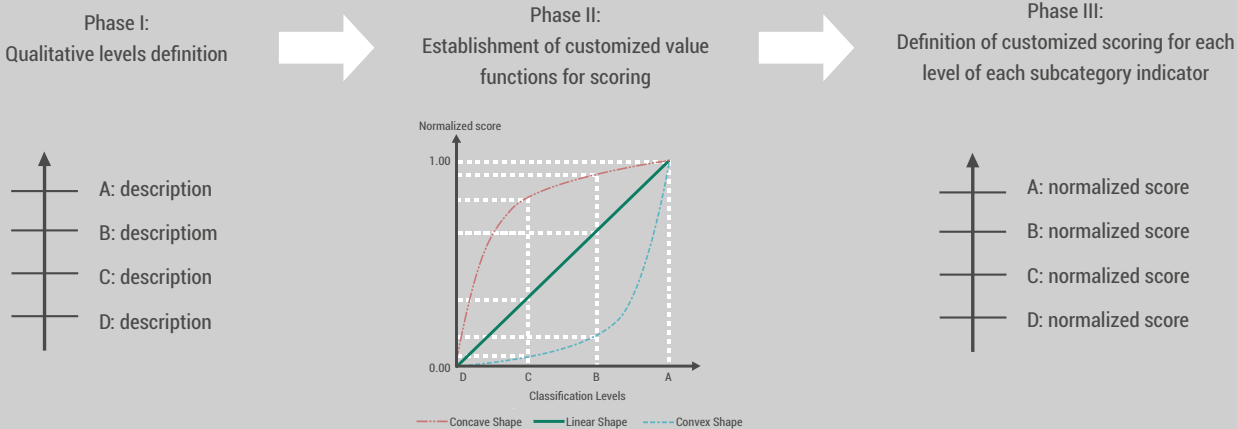 Phase I:
Qualitative levels definition
A: description
B: descriptiom
C: description
D: description
Phase II:
Establishment of customized value
functions for scoring
Normalized score
1.00
0.00
D C B A
Classification Levels
Concave Shape Linear Shape Convex Shape
Phase III:
Definition of customized scoring for each
level of each subcategory indicator
A: normalized score
B: normalized score
C: normalized score
D: normalized score